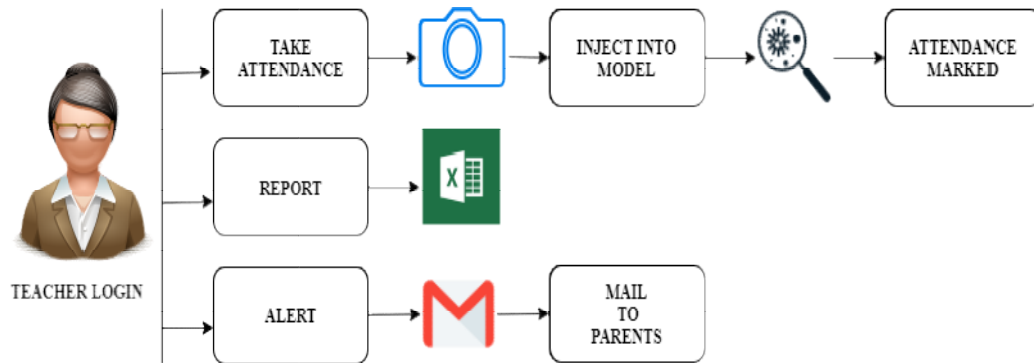 TAKE
ATTENDANCE
INJECT INTO
MODEL
ATTENDANCE
MARKED
X
REPORT
TEACHER LOGIN
ALERT
MAIL
TO
PARENTS